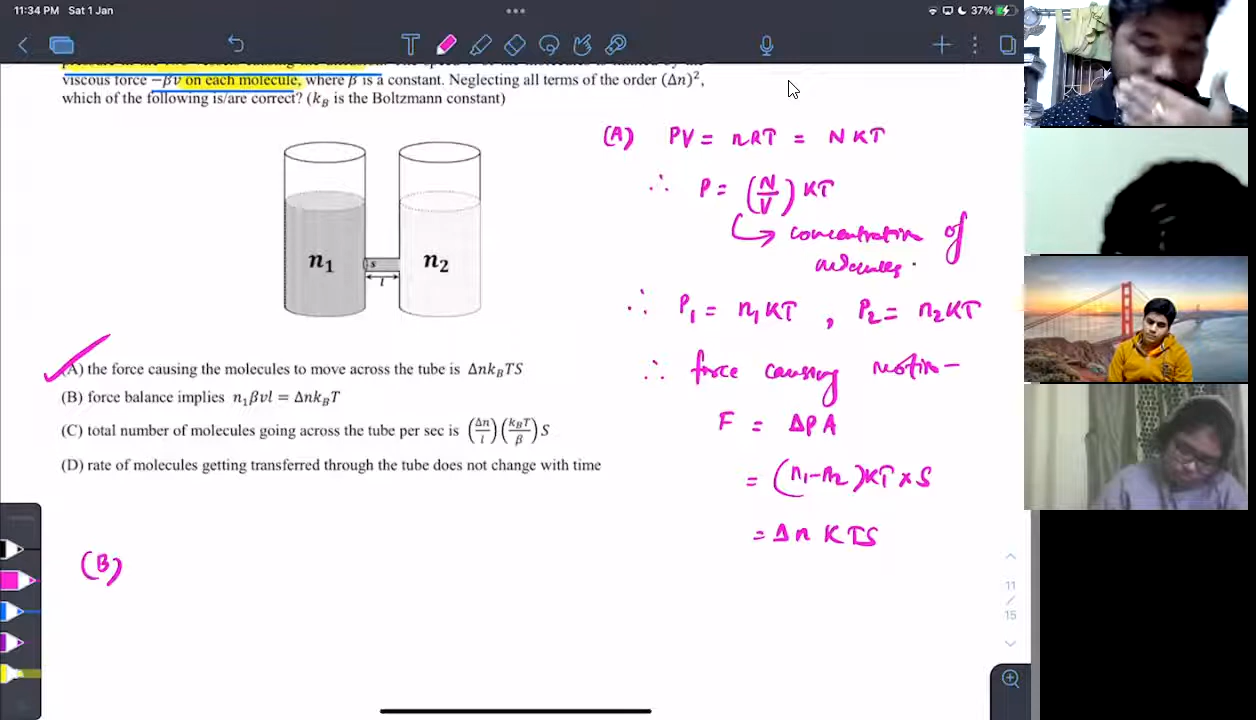 11:34 PM Sat 1 Jan
37%
viscous force −βv on each molecule, where β is a constant. Neglecting all terms of the order (Δn)²,
which of the following is/are correct? (k_B is the Boltzmann constant)
n₁
s
l
n₂
(A) the force causing the molecules to move across the tube is Δnk_BTS
(B) force balance implies n₁βvl = Δnk_BT
(C) total number of molecules going across the tube per sec is (Δn/l)(k_BT/β)S
(D) rate of molecules getting transferred through the tube does not change with time
(B)
(A) PV = nRT = NKT
∴ P = (N/V) KT
↳ concentration of
molecules.
∴ P₁ = n₁KT , P₂ = n₂KT
∴ force causing motion–
F = ΔPA
= (n₁–n₂)KT × S
= Δn KTS
11
/
15